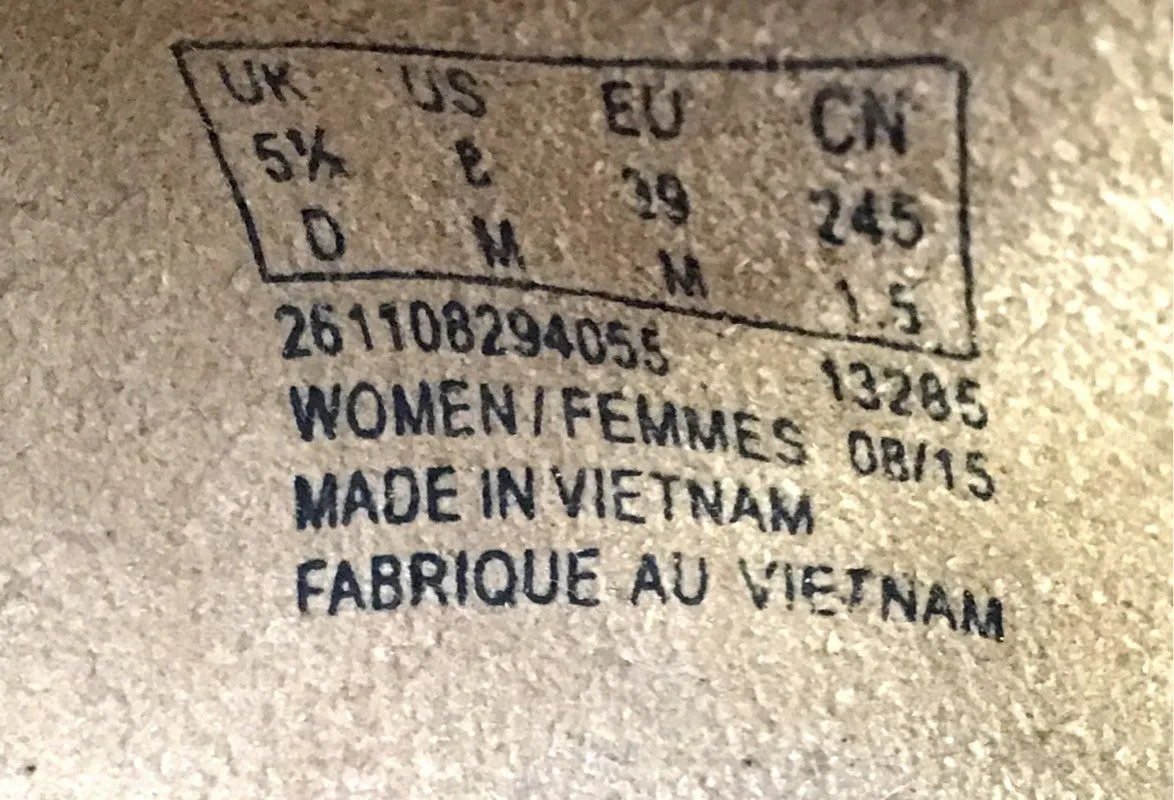 UK US EU CN
5½ 8 39 245
D M M 1.5
261108294055 13285
WOMEN/FEMMES 08/15
MADE IN VIETNAM
FABRIQUE AU VIETNAM